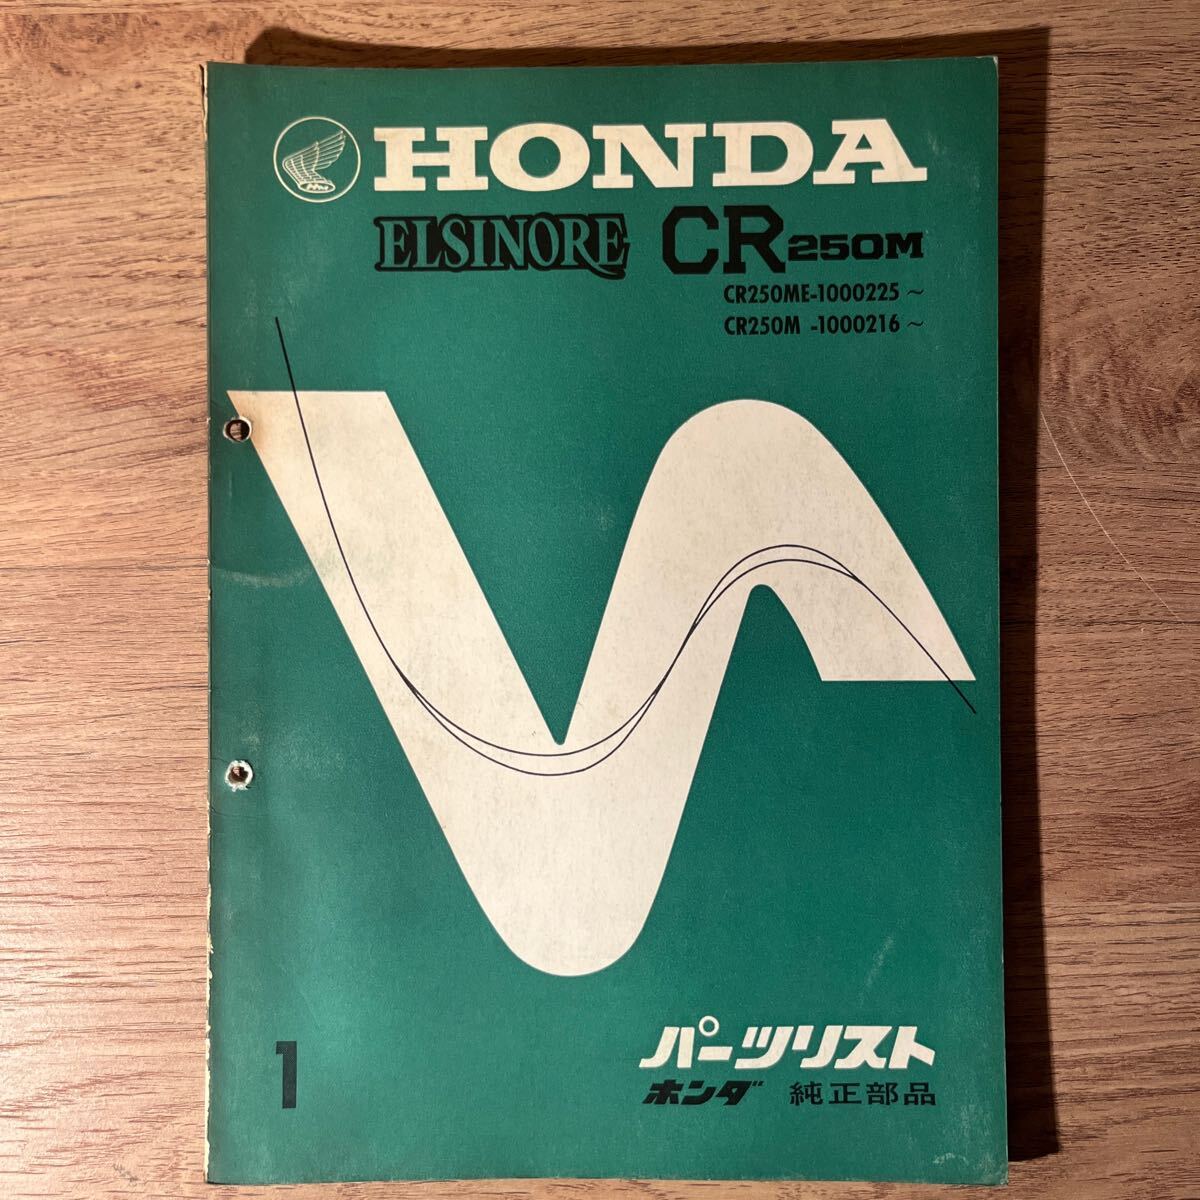 HONDA
ELSINORE CR250M
CR250ME-1000225～
CR250M -1000216～
1
パーツリスト
ホンダ 純正部品